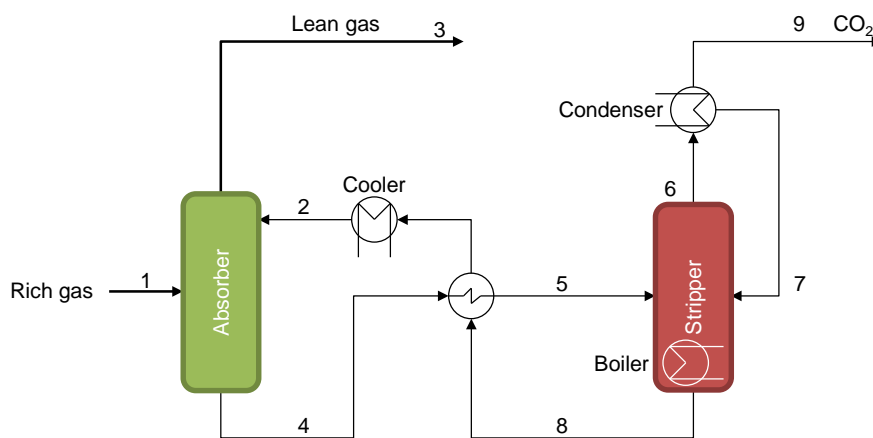 Lean gas
3
9
CO₂
Condenser
Cooler
6
2
Absorber
Stripper
1
5
7
Rich gas
Boiler
4
8